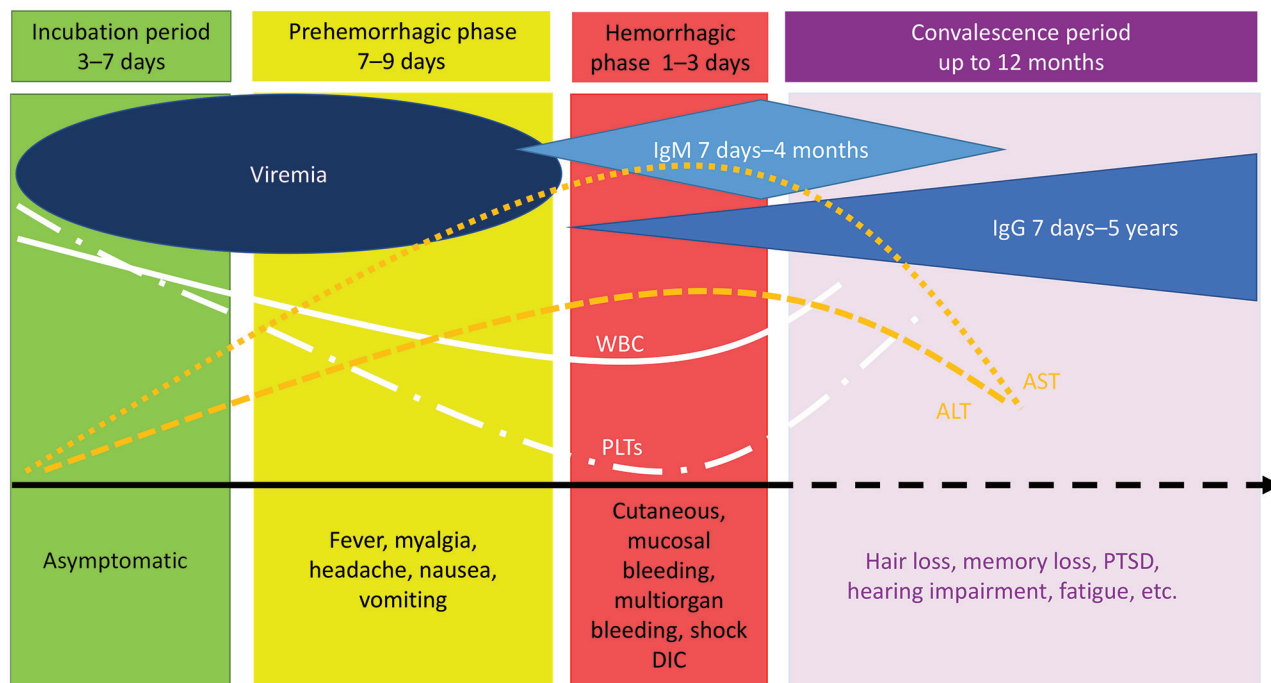 Incubation period
3–7 days
Prehemorrhagic phase
7–9 days
Hemorrhagic
phase 1–3 days
Convalescence period
up to 12 months
Viremia
IgM 7 days–4 months
IgG 7 days–5 years
WBC
AST
ALT
PLTs
Asymptomatic
Fever, myalgia,
headache, nausea,
vomiting
Cutaneous,
mucosal
bleeding,
multiorgan
bleeding, shock
DIC
Hair loss, memory loss, PTSD,
hearing impairment, fatigue, etc.